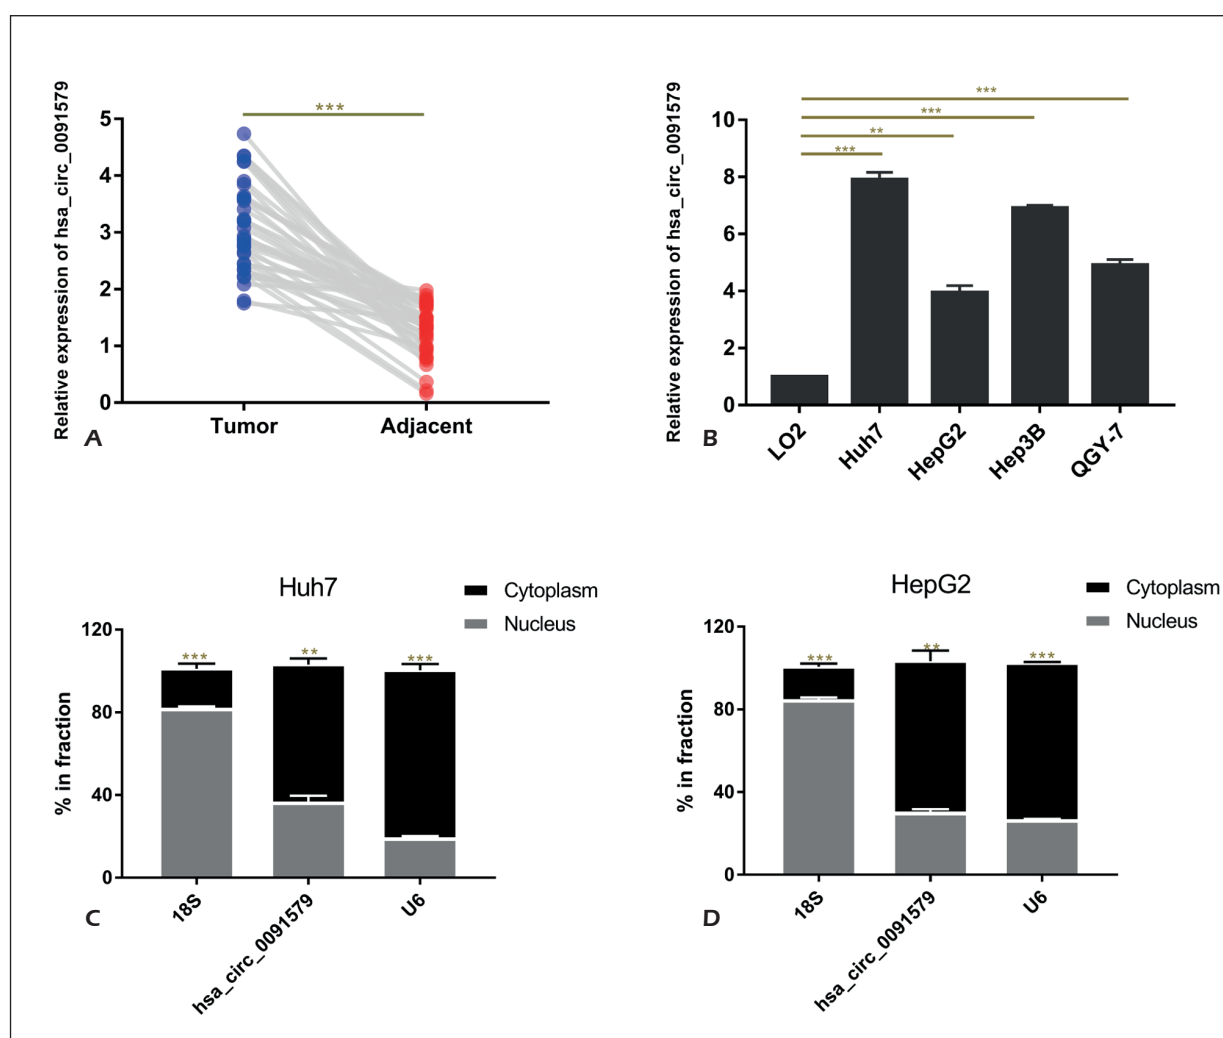 Relative expression of hsa_circ_0091579
5
4
3
2
1
0
***
Tumor
Adjacent
A
Relative expression of hsa_circ_0091579
10
8
6
4
2
0
***
***
**
***
LO2
Huh7
HepG2
Hep3B
QGY-7
B
Huh7
Cytoplasm
Nucleus
% in fraction
120
80
40
0
***
**
***
18S
hsa_circ_0091579
U6
C
HepG2
Cytoplasm
Nucleus
% in fraction
120
80
40
0
***
**
***
18S
hsa_circ_0091579
U6
D